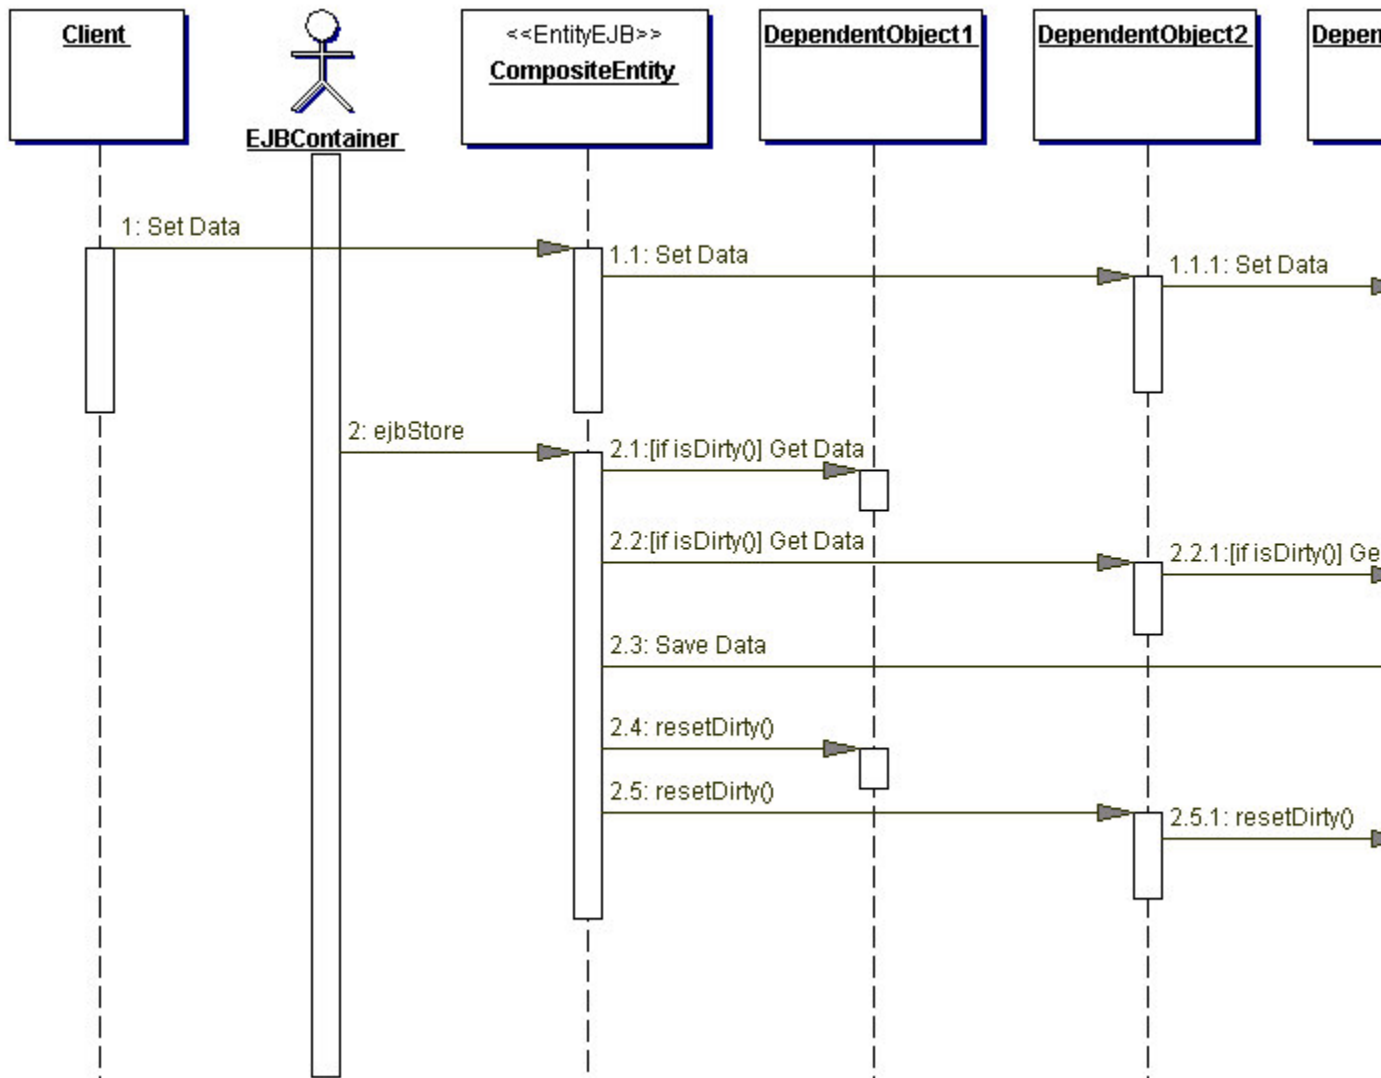 Client
EJBContainer
<<EntityEJB>>
CompositeEntity
DependentObject1
DependentObject2
Depen
1: Set Data
1.1: Set Data
1.1.1: Set Data
2: ejbStore
2.1:[if isDirty()] Get Data
2.2:[if isDirty()] Get Data
2.2.1:[if isDirty()] Ge
2.3: Save Data
2.4: resetDirty()
2.5: resetDirty()
2.5.1: resetDirty()